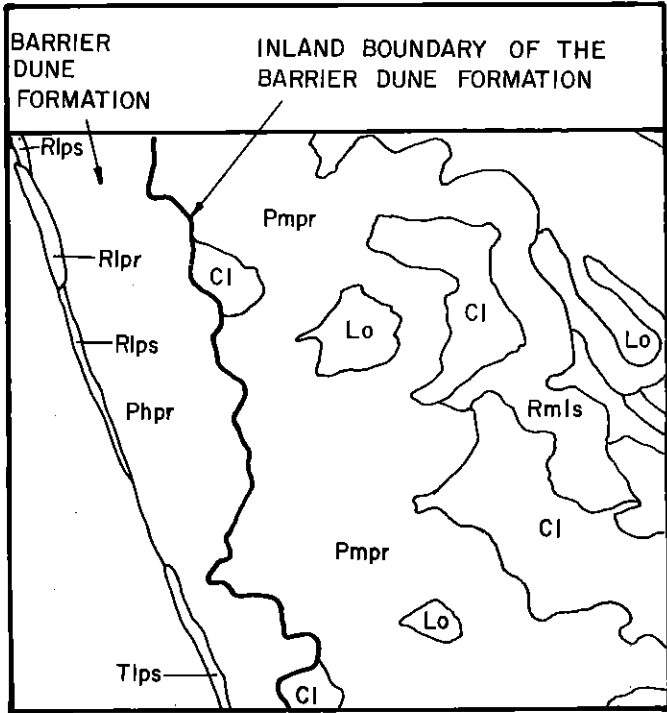 BARRIER
DUNE
FORMATION
INLAND BOUNDARY OF THE
BARRIER DUNE FORMATION
Rlps
Pmpr
Rlpr
Cl
Cl
Lo
Lo
Rlps
Phpr
Rmls
Cl
Pmpr
Lo
Tlps
Cl